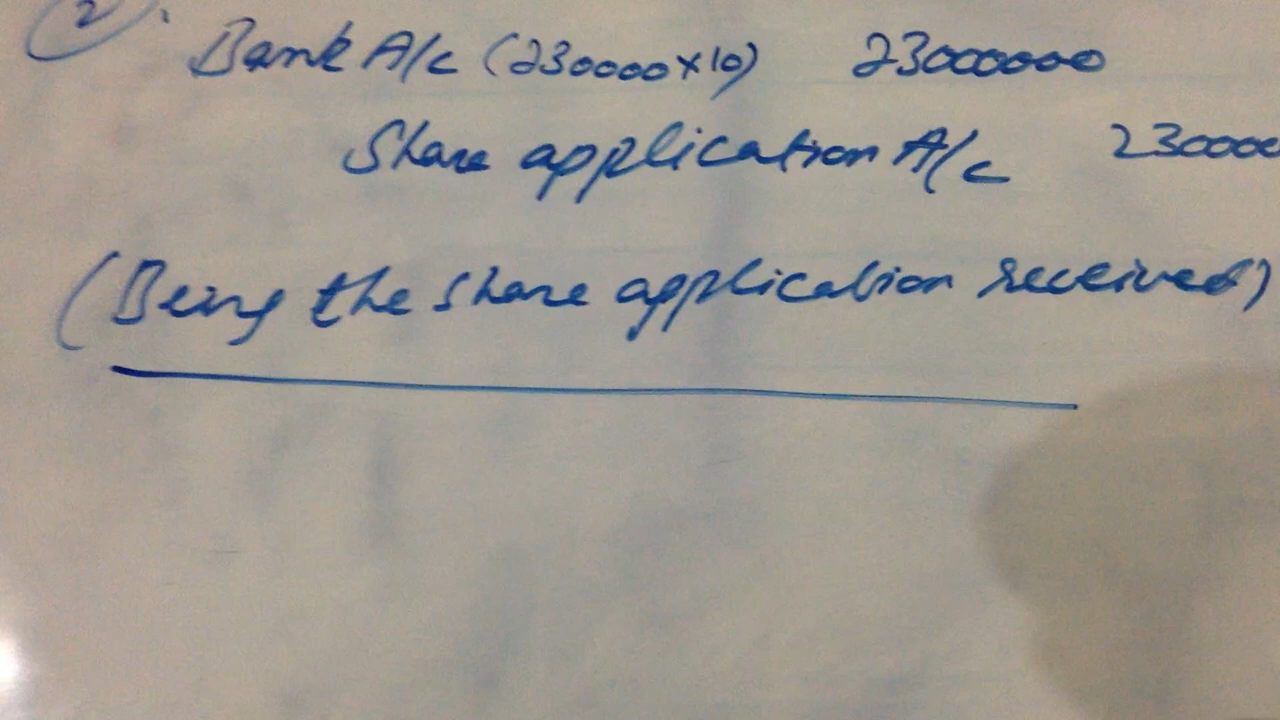 2.
Bank A/c (230000×10) 23000000
Share application A/c 230000
(Being the share application received)